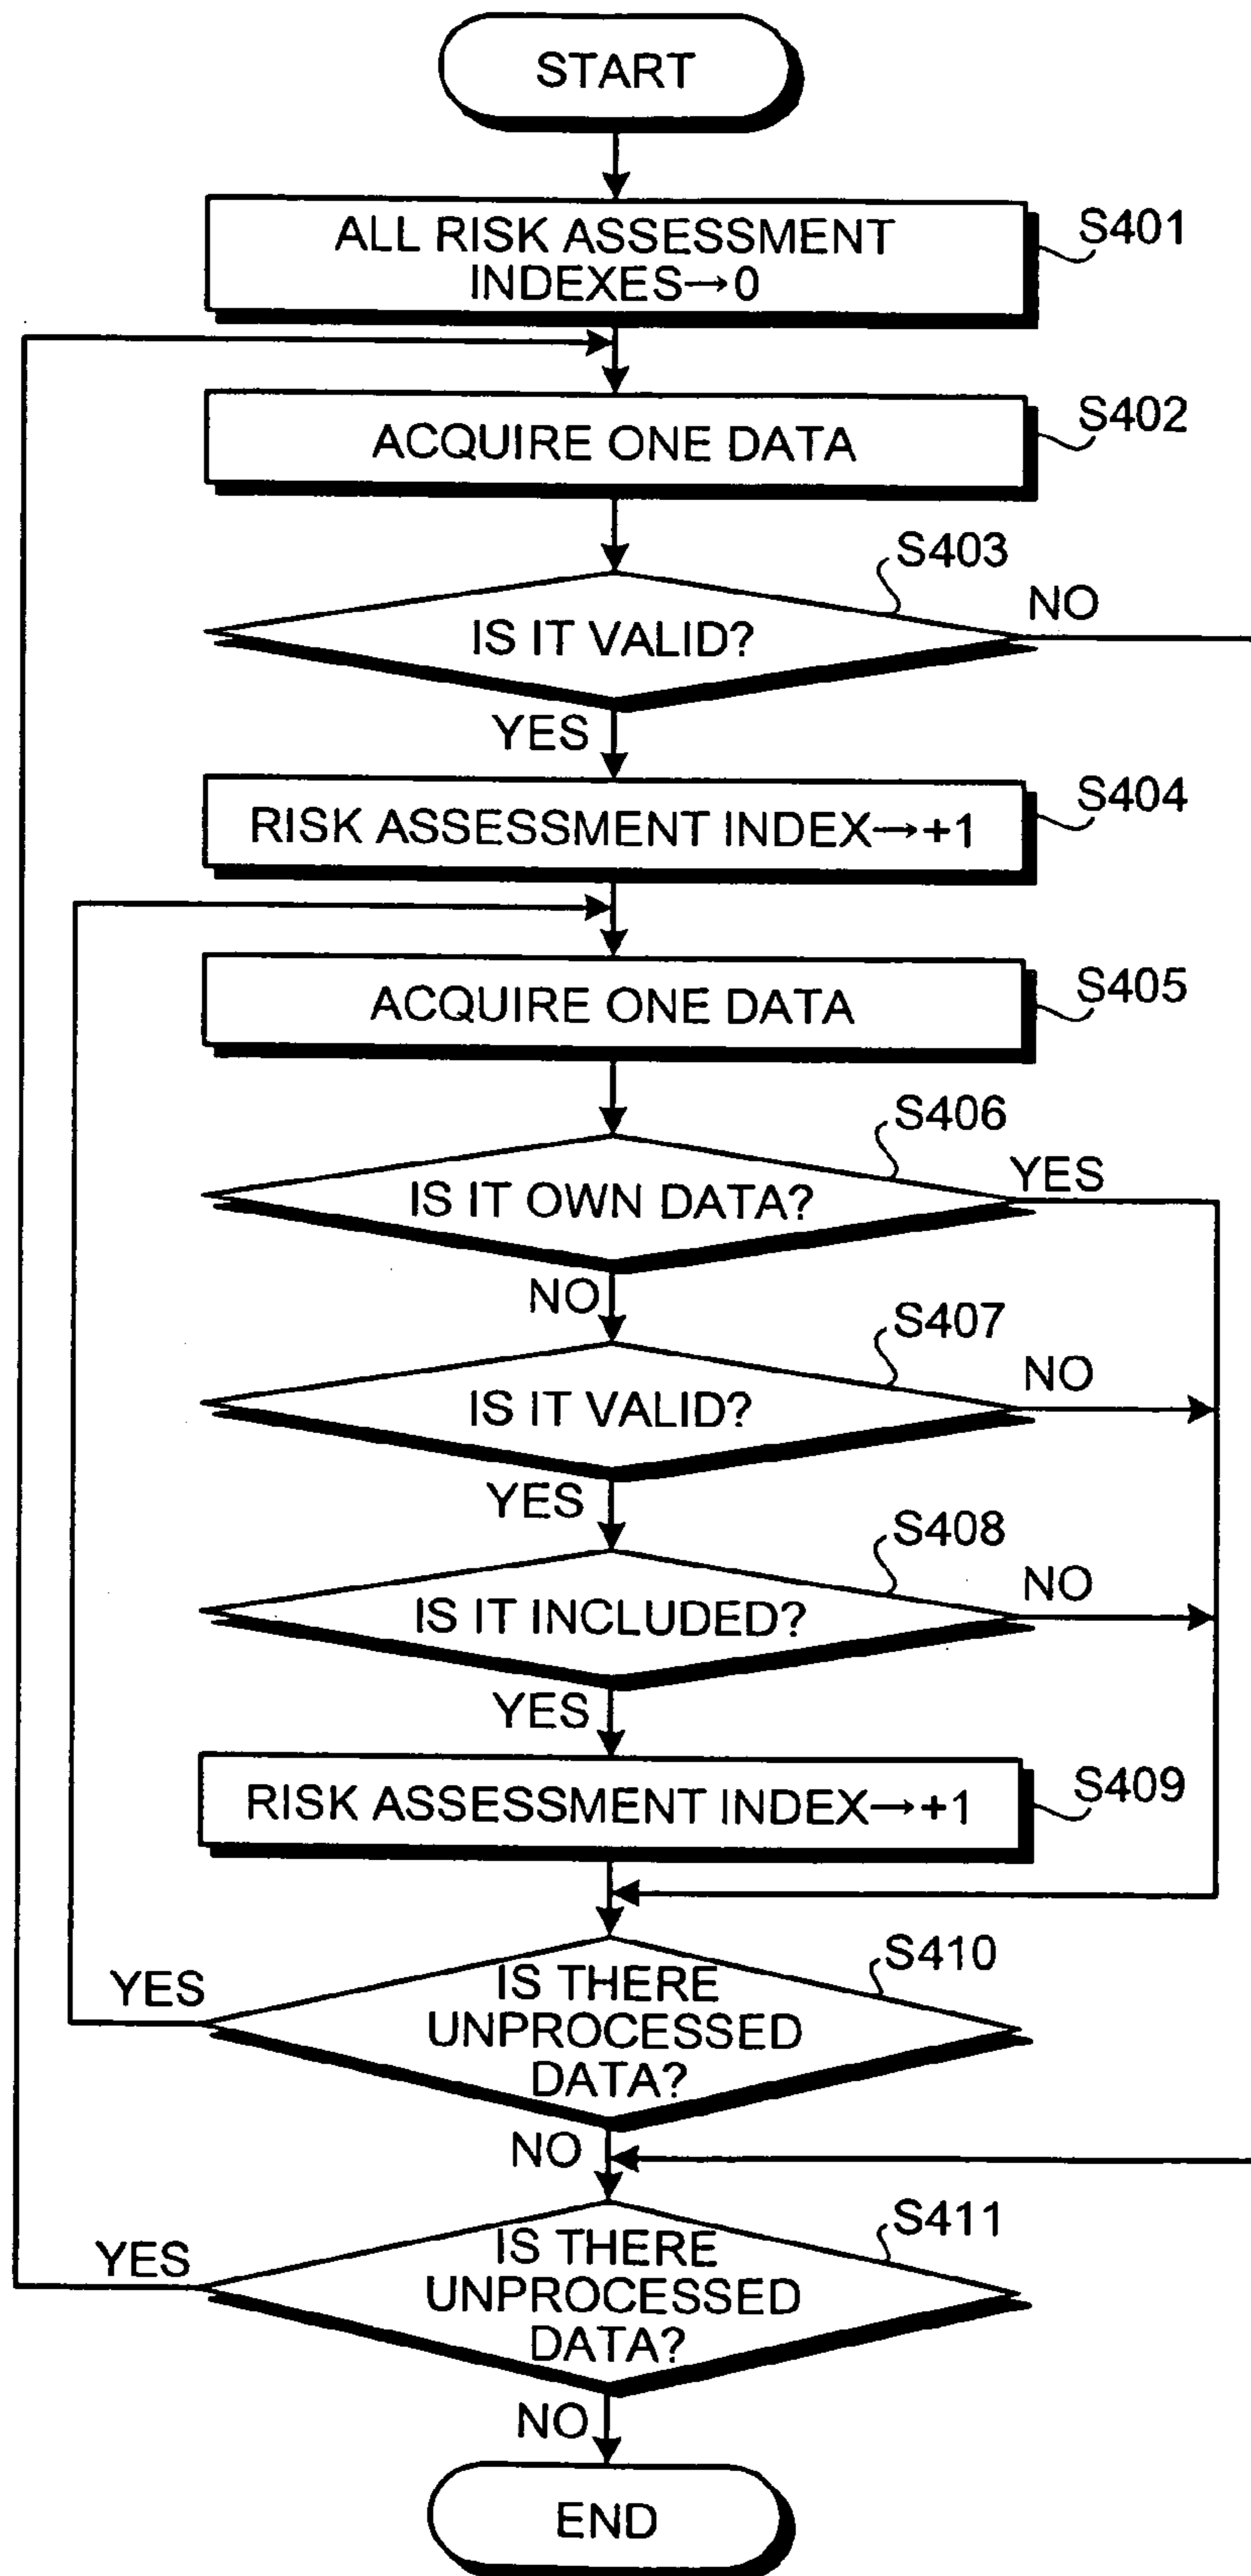 START
ALL RISK ASSESSMENT
INDEXES→0
S401
ACQUIRE ONE DATA
S402
S403
IS IT VALID?
NO
YES
RISK ASSESSMENT INDEX→+1
S404
ACQUIRE ONE DATA
S405
S406
IS IT OWN DATA?
YES
NO
S407
IS IT VALID?
NO
YES
S408
IS IT INCLUDED?
NO
YES
RISK ASSESSMENT INDEX→+1
S409
S410
YES
IS THERE
UNPROCESSED
DATA?
NO
S411
YES
IS THERE
UNPROCESSED
DATA?
NO
END